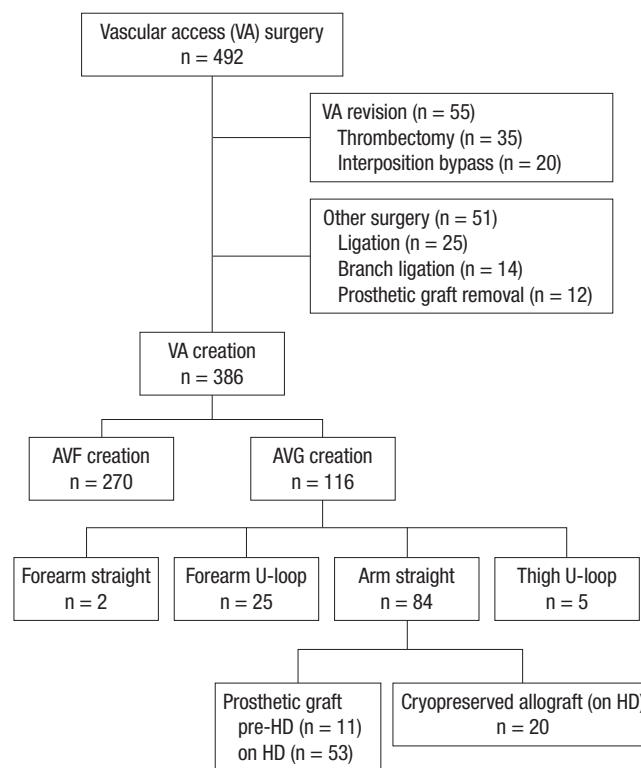 Vascular access (VA) surgery
n = 492
VA revision (n = 55)
Thrombectomy (n = 35)
Interposition bypass (n = 20)
Other surgery (n = 51)
Ligation (n = 25)
Branch ligation (n = 14)
Prosthetic graft removal (n = 12)
VA creation
n = 386
AVF creation
n = 270
AVG creation
n = 116
Forearm straight
n = 2
Forearm U-loop
n = 25
Arm straight
n = 84
Thigh U-loop
n = 5
Prosthetic graft
pre-HD (n = 11)
on HD (n = 53)
Cryopreserved allograft (on HD)
n = 20